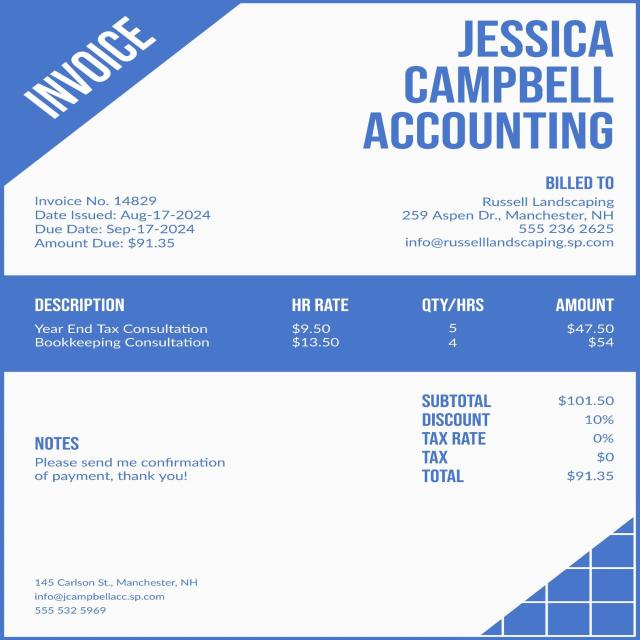 INVOICE
JESSICA
CAMPBELL
ACCOUNTING
BILLED TO
Invoice No. 14829
Date Issued: Aug-17-2024
Due Date: Sep-17-2024
Amount Due: $91.35
Russell Landscaping
259 Aspen Dr., Manchester, NH
555 236 2625
info@russelllandscaping.sp.com
DESCRIPTION HR RATE QTY/HRS AMOUNT
Year End Tax Consultation $9.50 5 $47.50
Bookkeeping Consultation $13.50 4 $54
SUBTOTAL $101.50
DISCOUNT 10%
TAX RATE 0%
TAX $0
TOTAL $91.35
NOTES
Please send me confirmation
of payment, thank you!
145 Carlson St., Manchester, NH
info@jcampbellacc.sp.com
555 532 5969